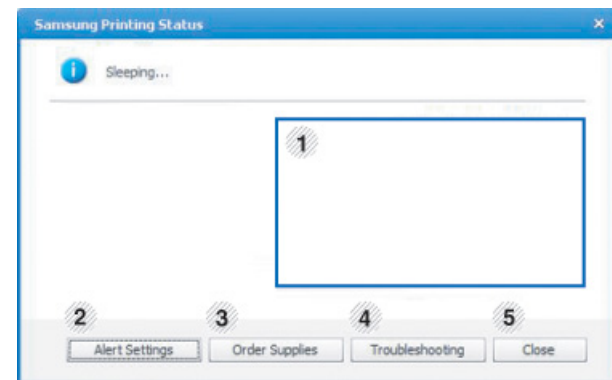 Samsung Printing Status
Sleeping...
1
2 3 4 5
Alert Settings Order Supplies Troubleshooting Close